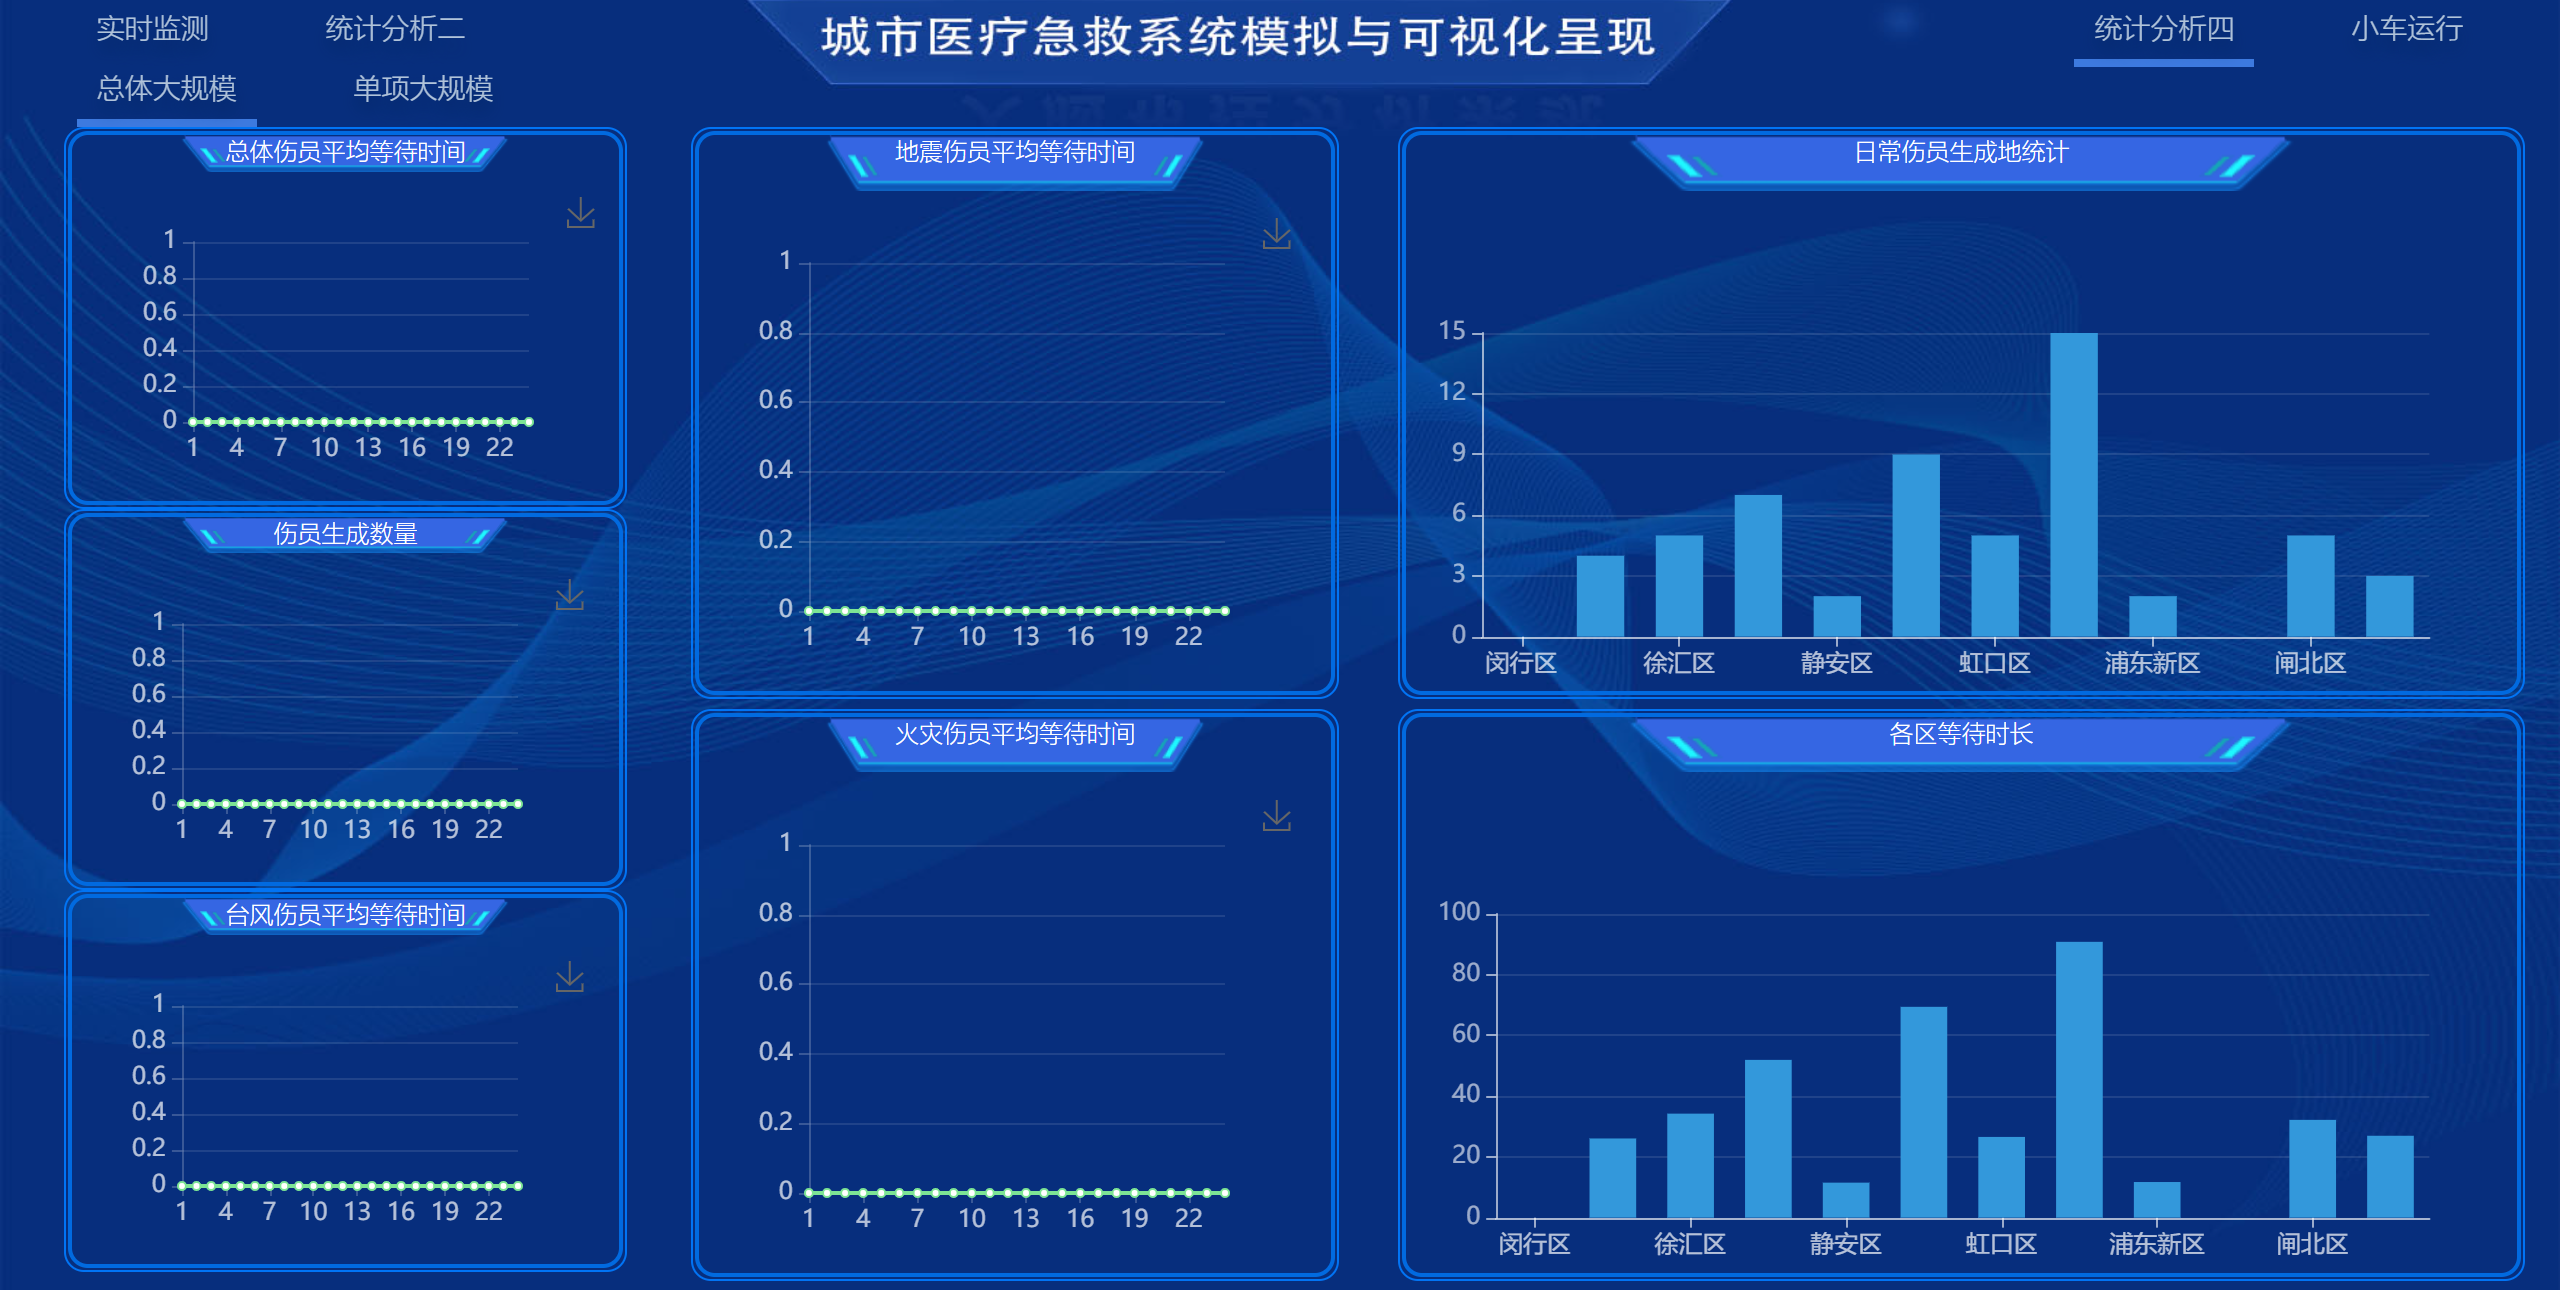 实时监测
统计分析二
城市医疗急救系统模拟与可视化呈现
统计分析四
小车运行
总体大规模
单项大规模
总体伤员平均等待时间
1
0.8
0.6
0.4
0.2
0
1 4 7 10 13 16 19 22
伤员生成数量
1
0.8
0.6
0.4
0.2
0
1 4 7 10 13 16 19 22
台风伤员平均等待时间
1
0.8
0.6
0.4
0.2
0
1 4 7 10 13 16 19 22
地震伤员平均等待时间
1
0.8
0.6
0.4
0.2
0
1 4 7 10 13 16 19 22
火灾伤员平均等待时间
1
0.8
0.6
0.4
0.2
0
1 4 7 10 13 16 19 22
日常伤员生成地统计
15
12
9
6
3
0
闵行区 徐汇区 静安区 虹口区 浦东新区 闸北区
各区等待时长
100
80
60
40
20
0
闵行区 徐汇区 静安区 虹口区 浦东新区 闸北区